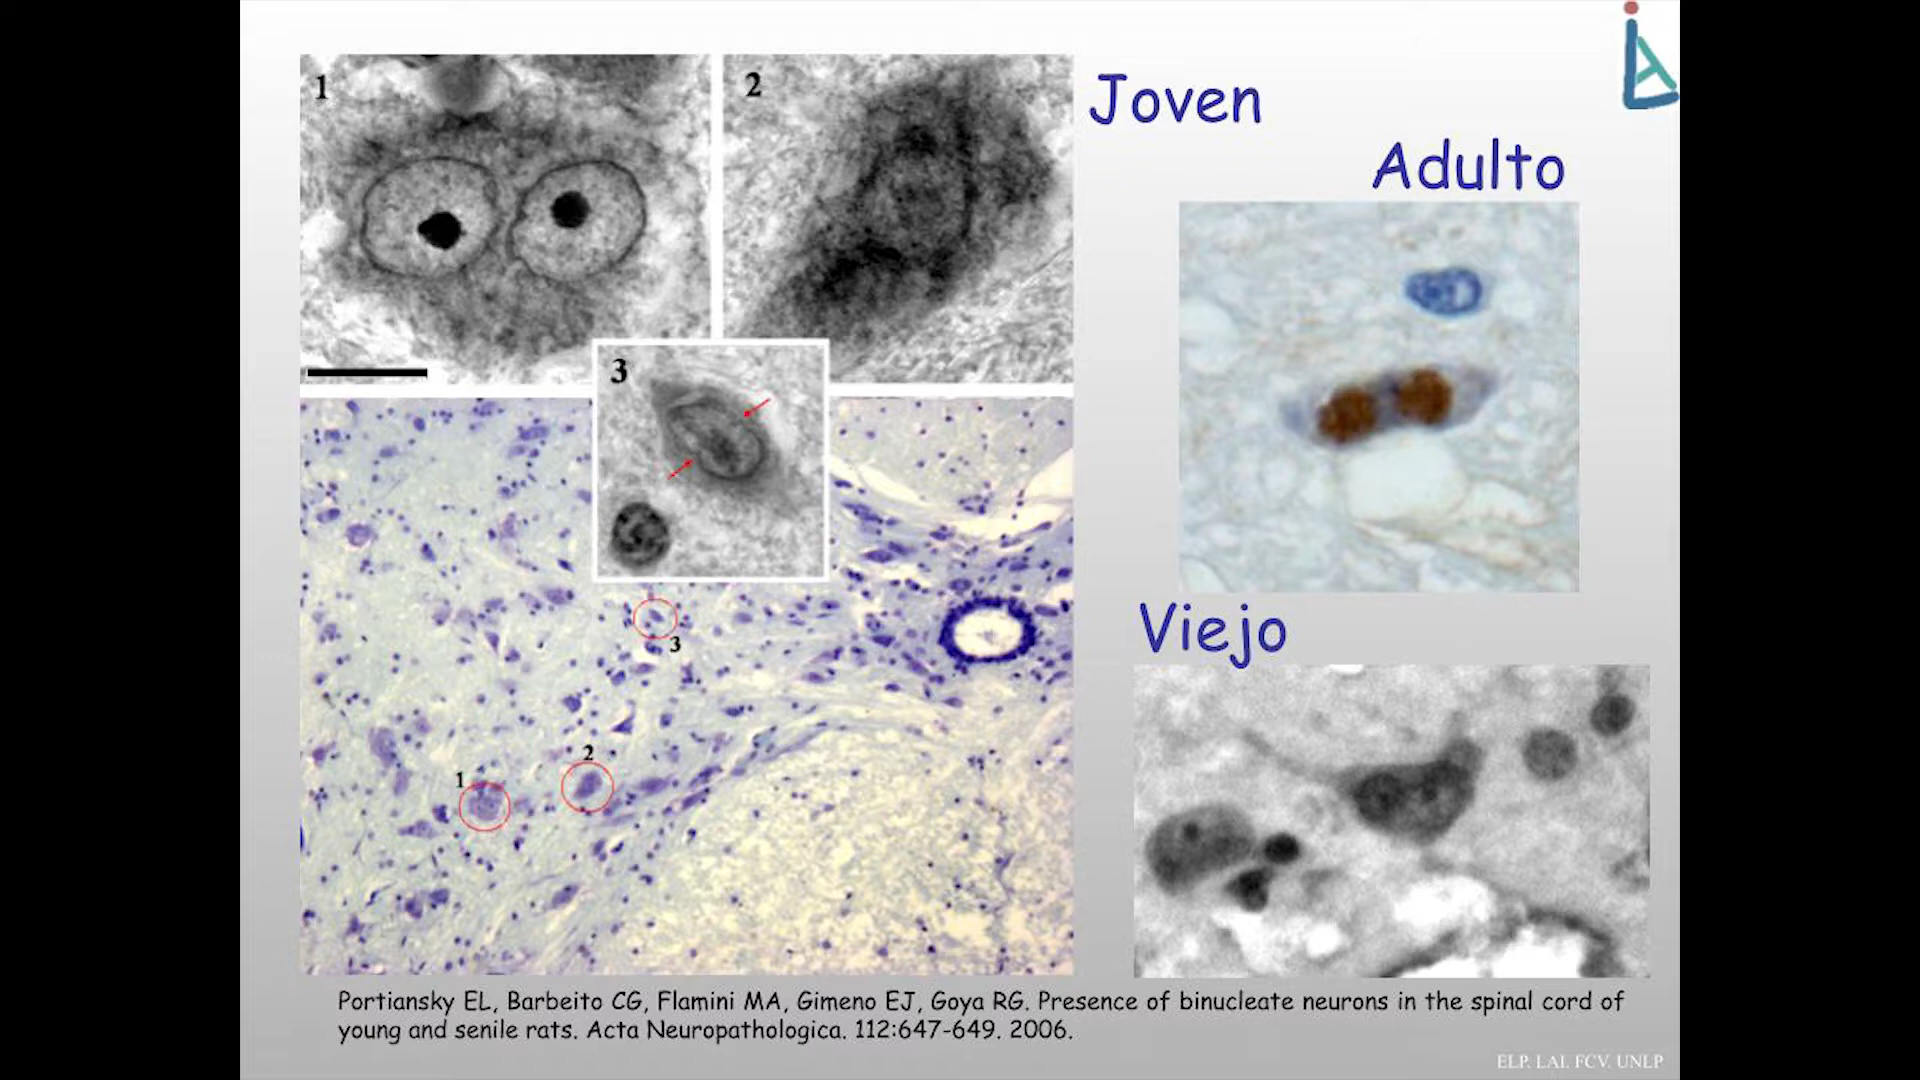 1
2
Joven
Adulto
3
3
Viejo
2
1
Portiansky EL, Barbeito CG, Flamini MA, Gimeno EJ, Goya RG. Presence of binucleate neurons in the spinal cord of
young and senile rats. Acta Neuropathologica. 112:647-649. 2006.
ELP. LAI. FCV. UNLP